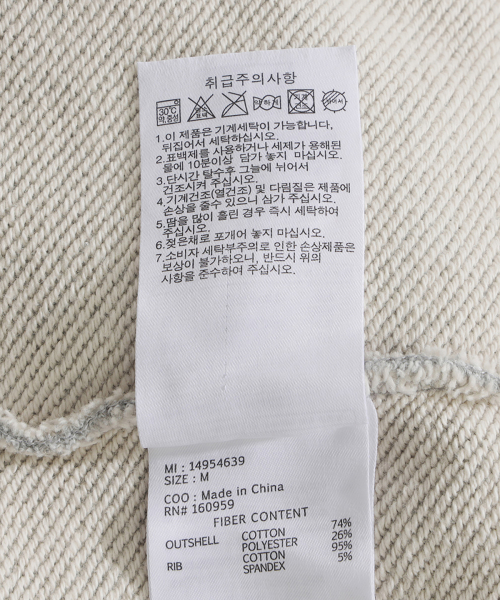 취급주의사항
30℃
약,중성
1.이 제품은 기계세탁이 가능합니다,
뒤집어서 세탁하십시오.
2.표백제를 사용하거나 세제가 용해된
물에 10분이상 담가 놓지 마십시오.
3.단시간 탈수후 그늘에 뉘어서
건조시켜 주십시오.
4.기계건조(열건조) 및 다림질은 제품에
손상을 줄수 있으니 삼가 주십시오.
5.땀을 많이 흘린 경우 즉시 세탁하여
주십시오.
6.젖은채로 포개어 놓지 마십시오.
7.소비자 세탁부주의로 인한 손상제품은
보상이 불가하오니, 반드시 위의
사항을 준수하여 주십시오.
MI : 14954639
SIZE : M
COO : Made in China
RN# 160959
FIBER CONTENT
OUTSHELL COTTON 74%
POLYESTER 26%
RIB COTTON 95%
SPANDEX 5%